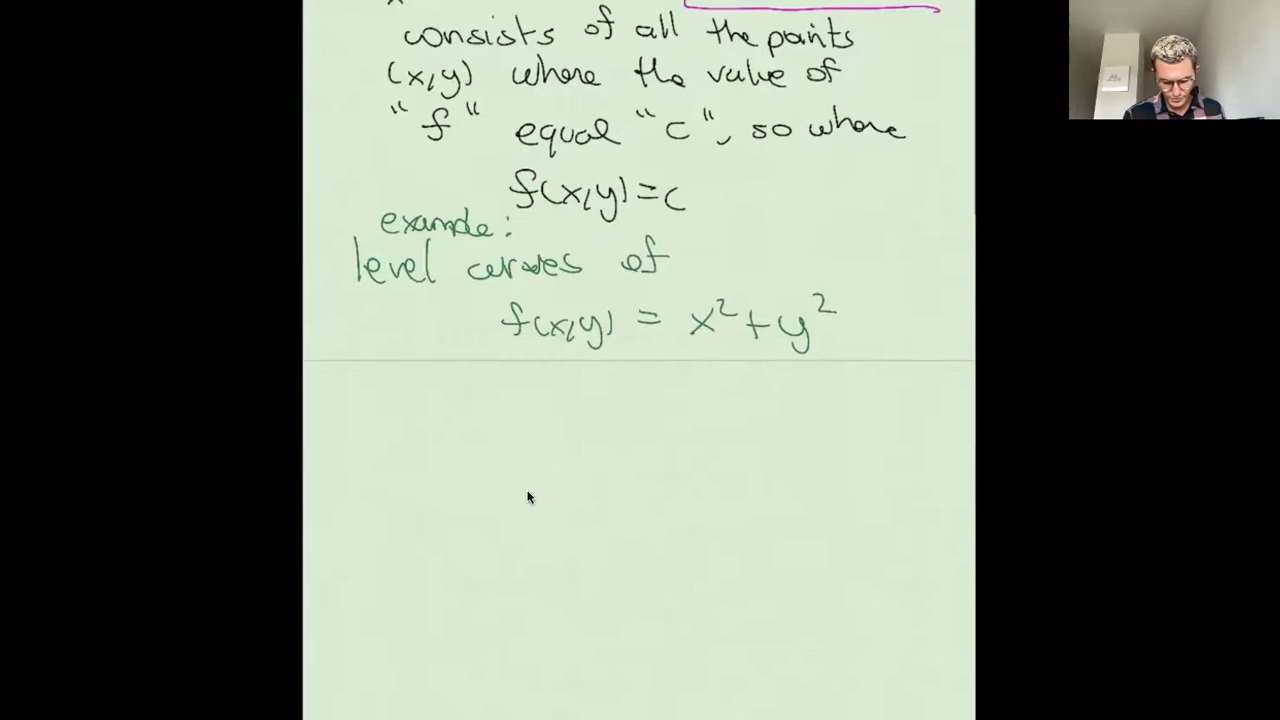 consists of all the points
(x,y) where the value of
"f" equal "c", so where
f(x,y)=c
example:
level curves of
f(x,y) = x²+y²